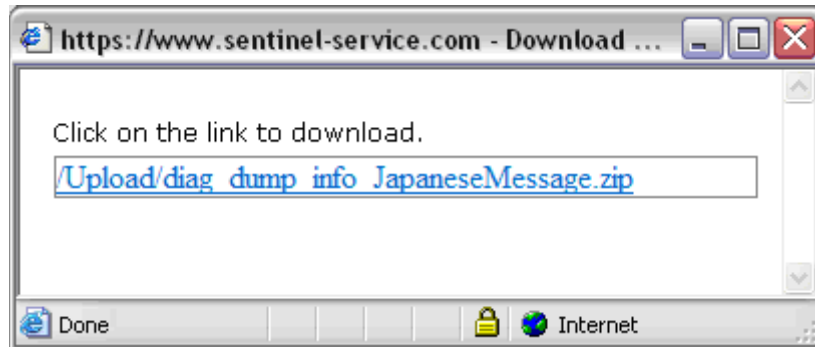 https://www.sentinel-service.com - Download ...
Click on the link to download.
/Upload/diag_dump_info_JapaneseMessage.zip
Done
Internet